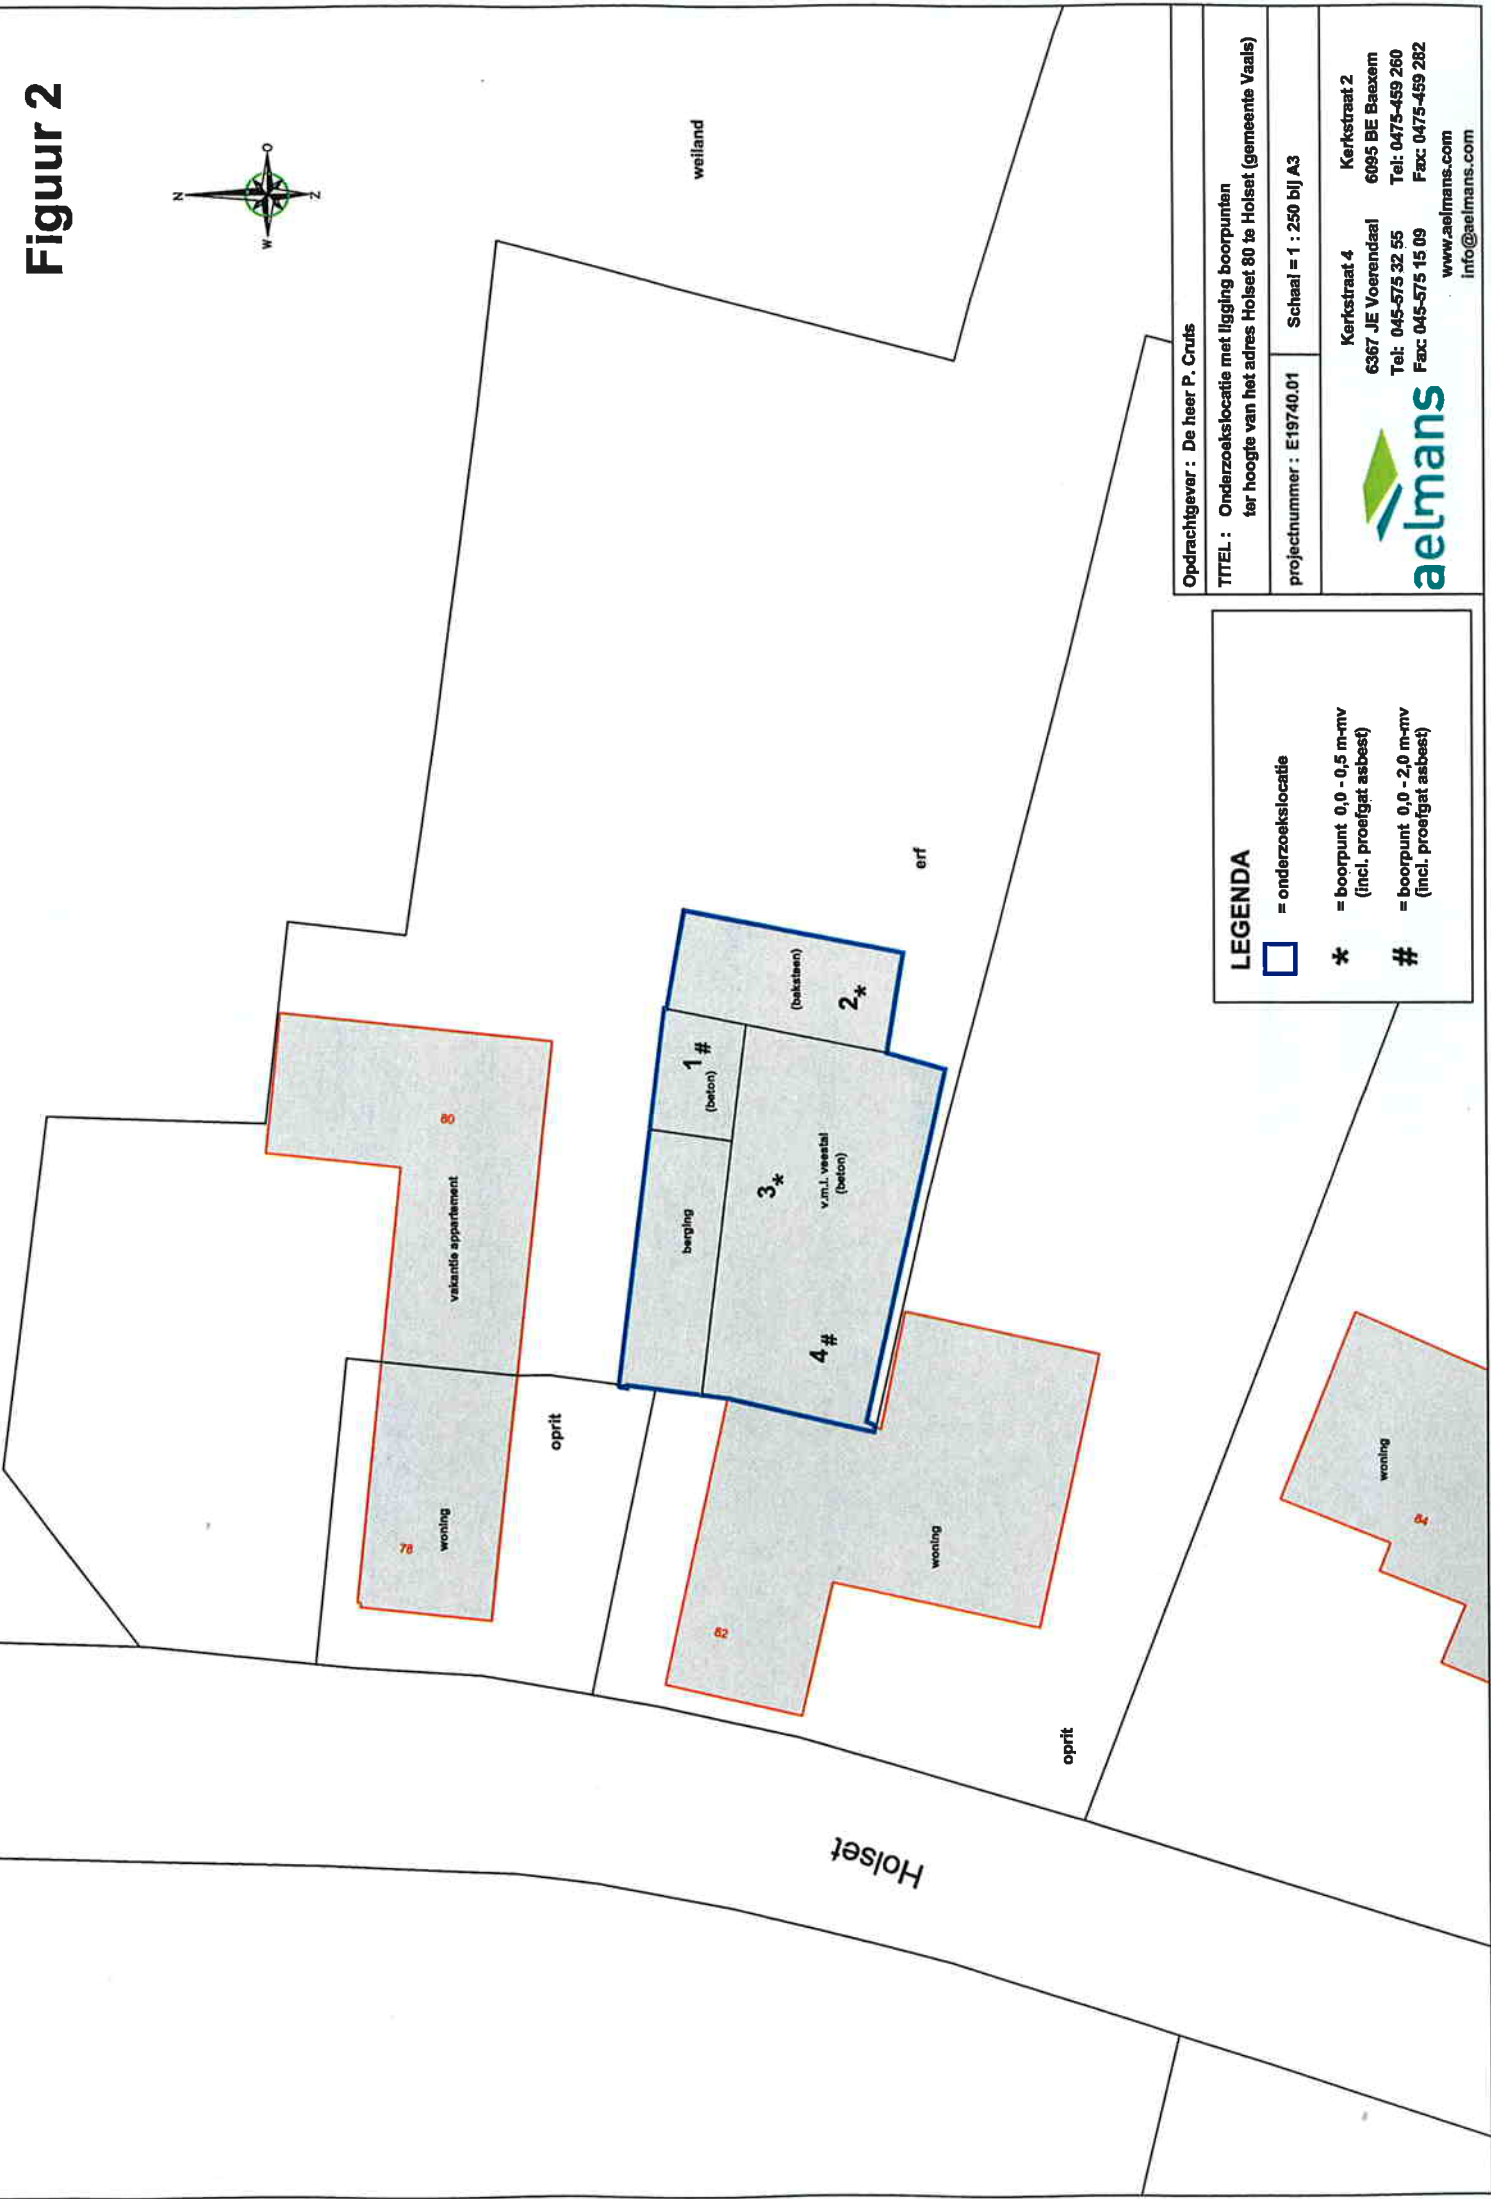 Figuur 2
N
W
O
Z
weiland
80
vakantie appartement
78
woning
oprit
berging
1 #
(beton)
(baksteen)
2 *
3 *
v.m.l. veestal
(beton)
4 #
erf
82
woning
oprit
woning
84
Holset
LEGENDA
= onderzoekslocatie
* = boorpunt 0,0 - 0,5 m-mv
(incl. proefgat asbest)
# = boorpunt 0,0 - 2,0 m-mv
(incl. proefgat asbest)
Opdrachtgever : De heer P. Cruts
TITEL : Onderzoekslocatie met ligging boorpunten
ter hoogte van het adres Holset 80 te Holset (gemeente Vaals)
projectnummer : E19740.01
Schaal = 1 : 250 bij A3
aelmans
Kerkstraat 4
6367 JE Voerendaal
Tel: 045-575 32 55
Fax: 045-575 15 09
Kerkstraat 2
6095 BE Baexem
Tel: 0475-459 260
Fax: 0475-459 282
www.aelmans.com
info@aelmans.com